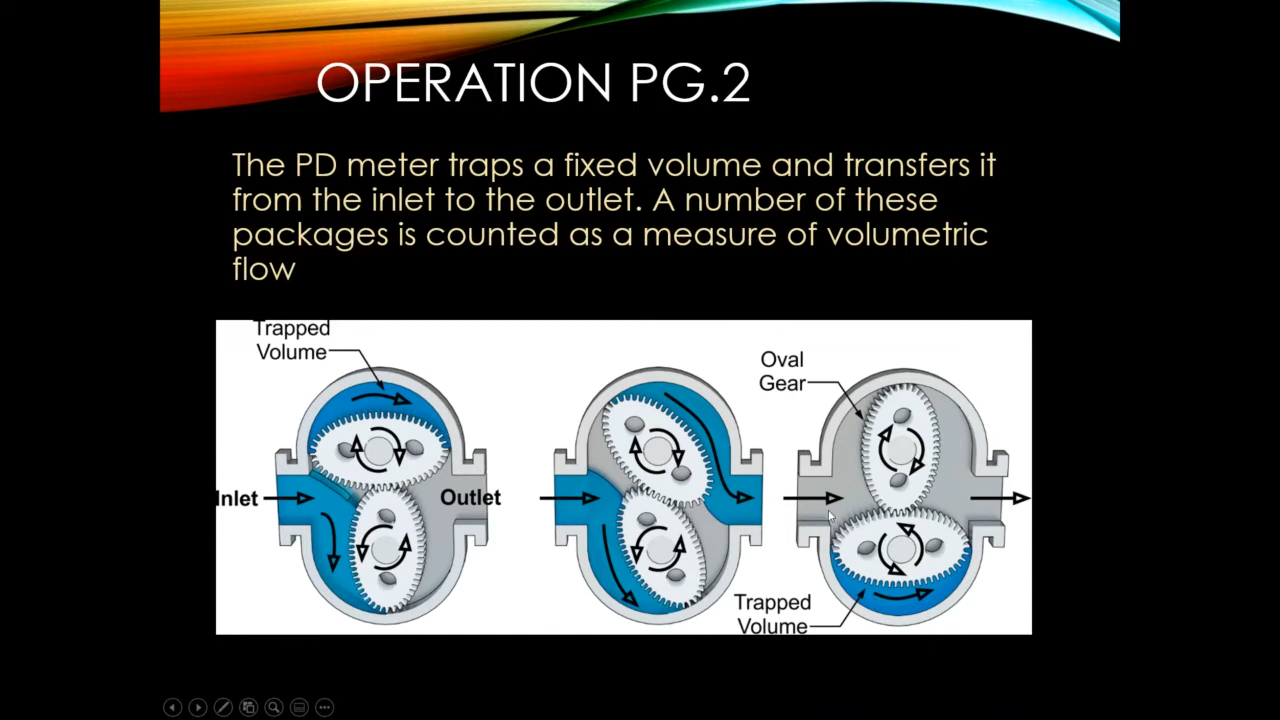 OPERATION PG.2
The PD meter traps a fixed volume and transfers it
from the inlet to the outlet. A number of these
packages is counted as a measure of volumetric
flow
Trapped
Volume
Inlet
Outlet
Oval
Gear
Trapped
Volume